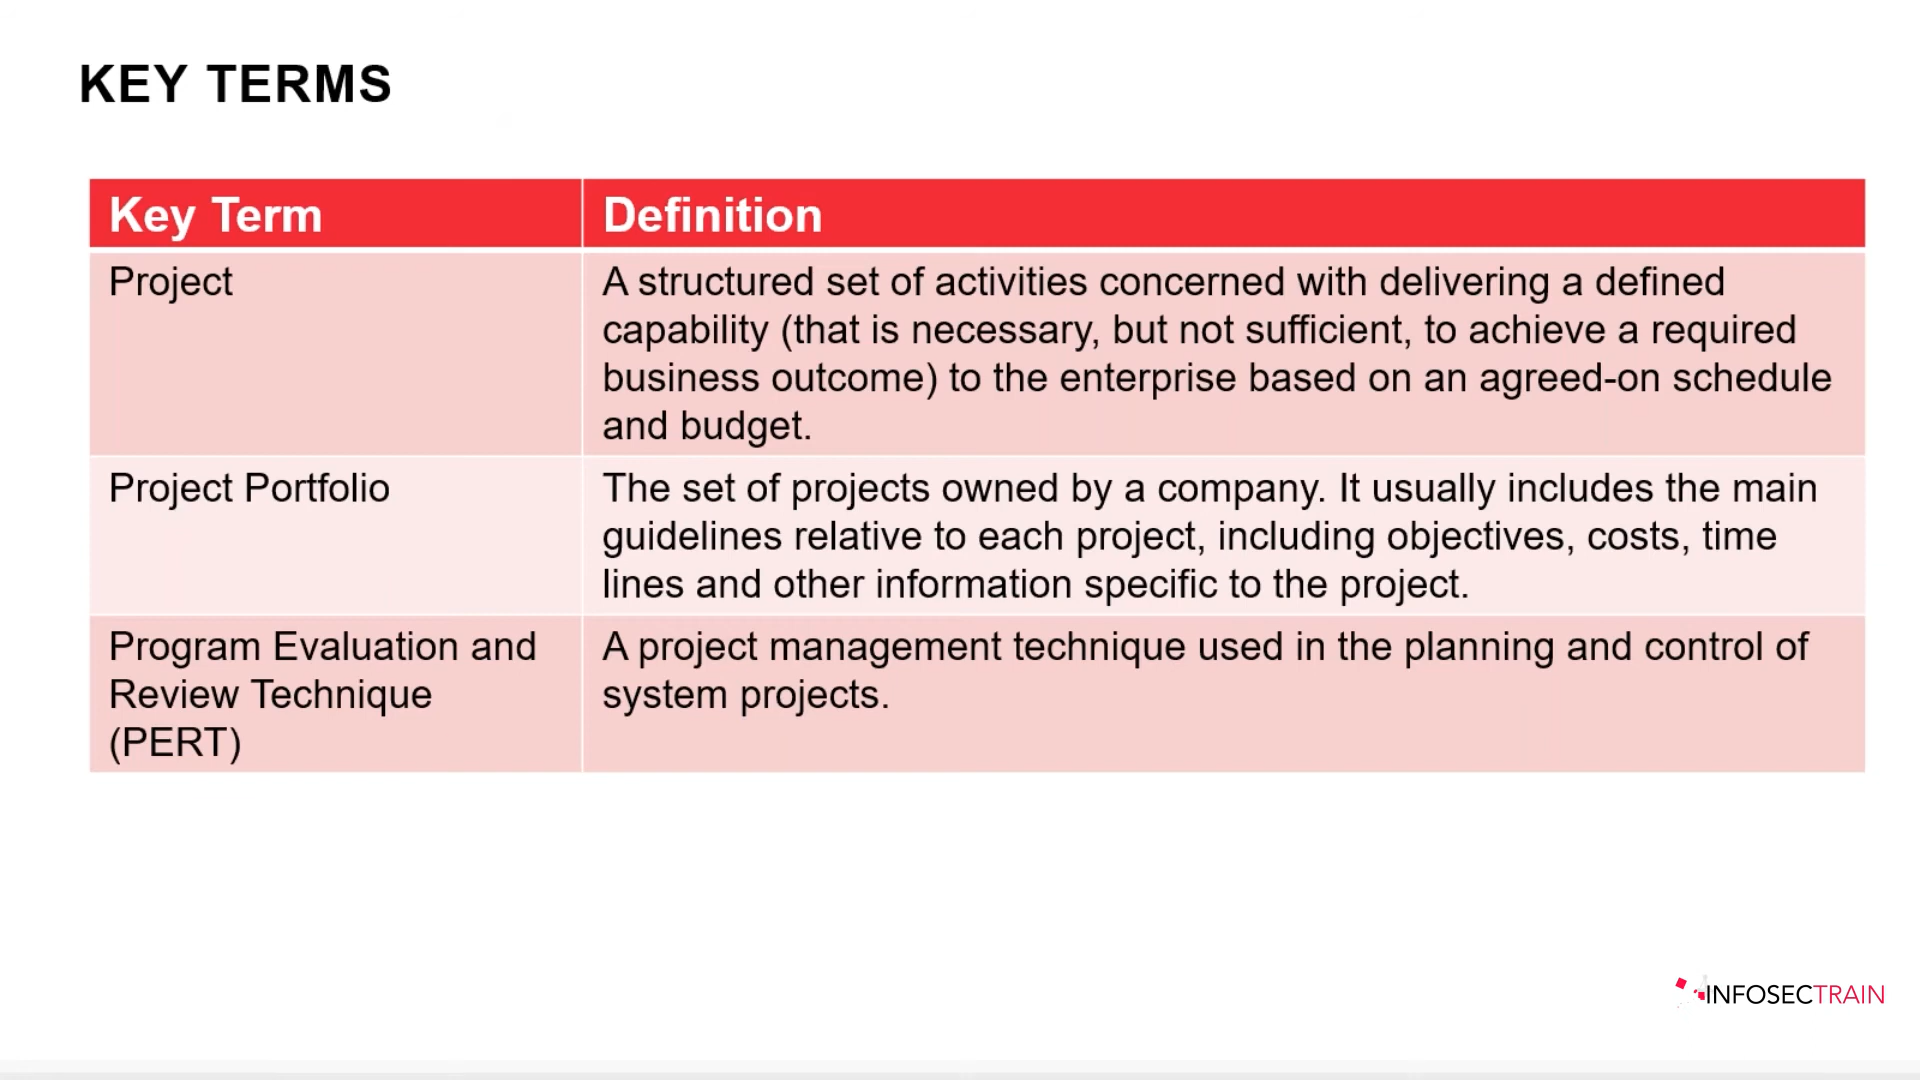 KEY TERMS
Key Term
Definition
Project
A structured set of activities concerned with delivering a defined
capability (that is necessary, but not sufficient, to achieve a required
business outcome) to the enterprise based on an agreed-on schedule
and budget.
Project Portfolio
The set of projects owned by a company. It usually includes the main
guidelines relative to each project, including objectives, costs, time
lines and other information specific to the project.
Program Evaluation and
Review Technique
(PERT)
A project management technique used in the planning and control of
system projects.
INFOSECTRAIN